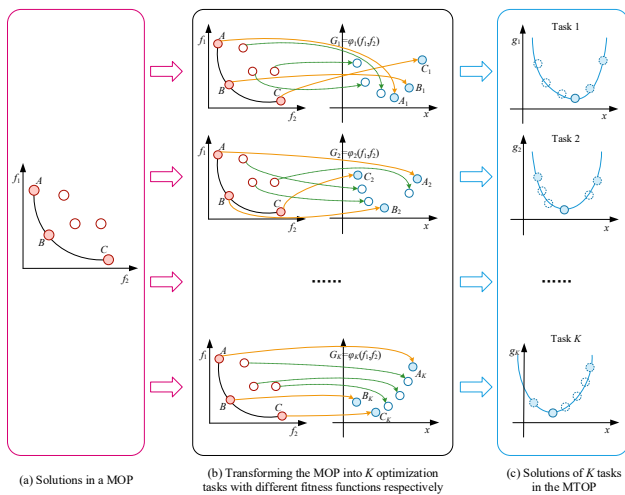 f1
A
B
C
f2
(a) Solutions in a MOP
f1
A
B
C
f2
G1=φ1(f1,f2)
C1
B1
A1
x
f1
A
B
C
f2
G2=φ2(f1,f2)
C2
A2
B2
x
......
f1
A
B
C
f2
GK=φK(f1,f2)
AK
BK
CK
x
(b) Transforming the MOP into K optimization
tasks with different fitness functions respectively
Task 1
g1
x
Task 2
g2
x
......
Task K
gK
x
(c) Solutions of K tasks
in the MTOP